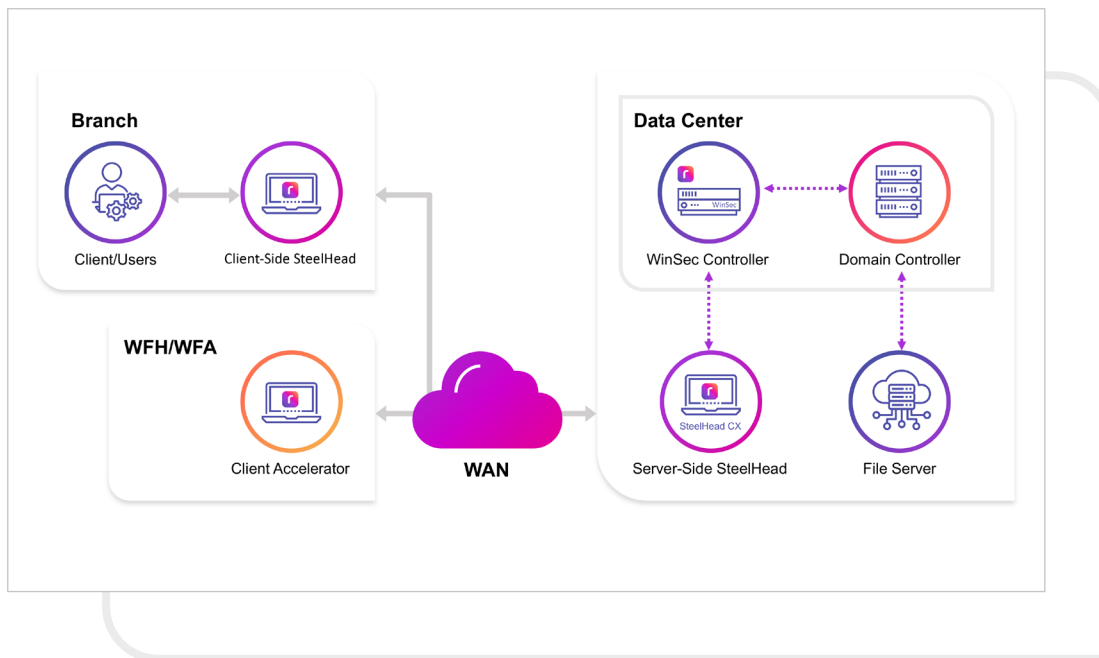 Branch
Client/Users
Client-Side SteelHead
WFH/WFA
Client Accelerator
WAN
Data Center
WinSec
WinSec Controller
Domain Controller
SteelHead CX
Server-Side SteelHead
File Server